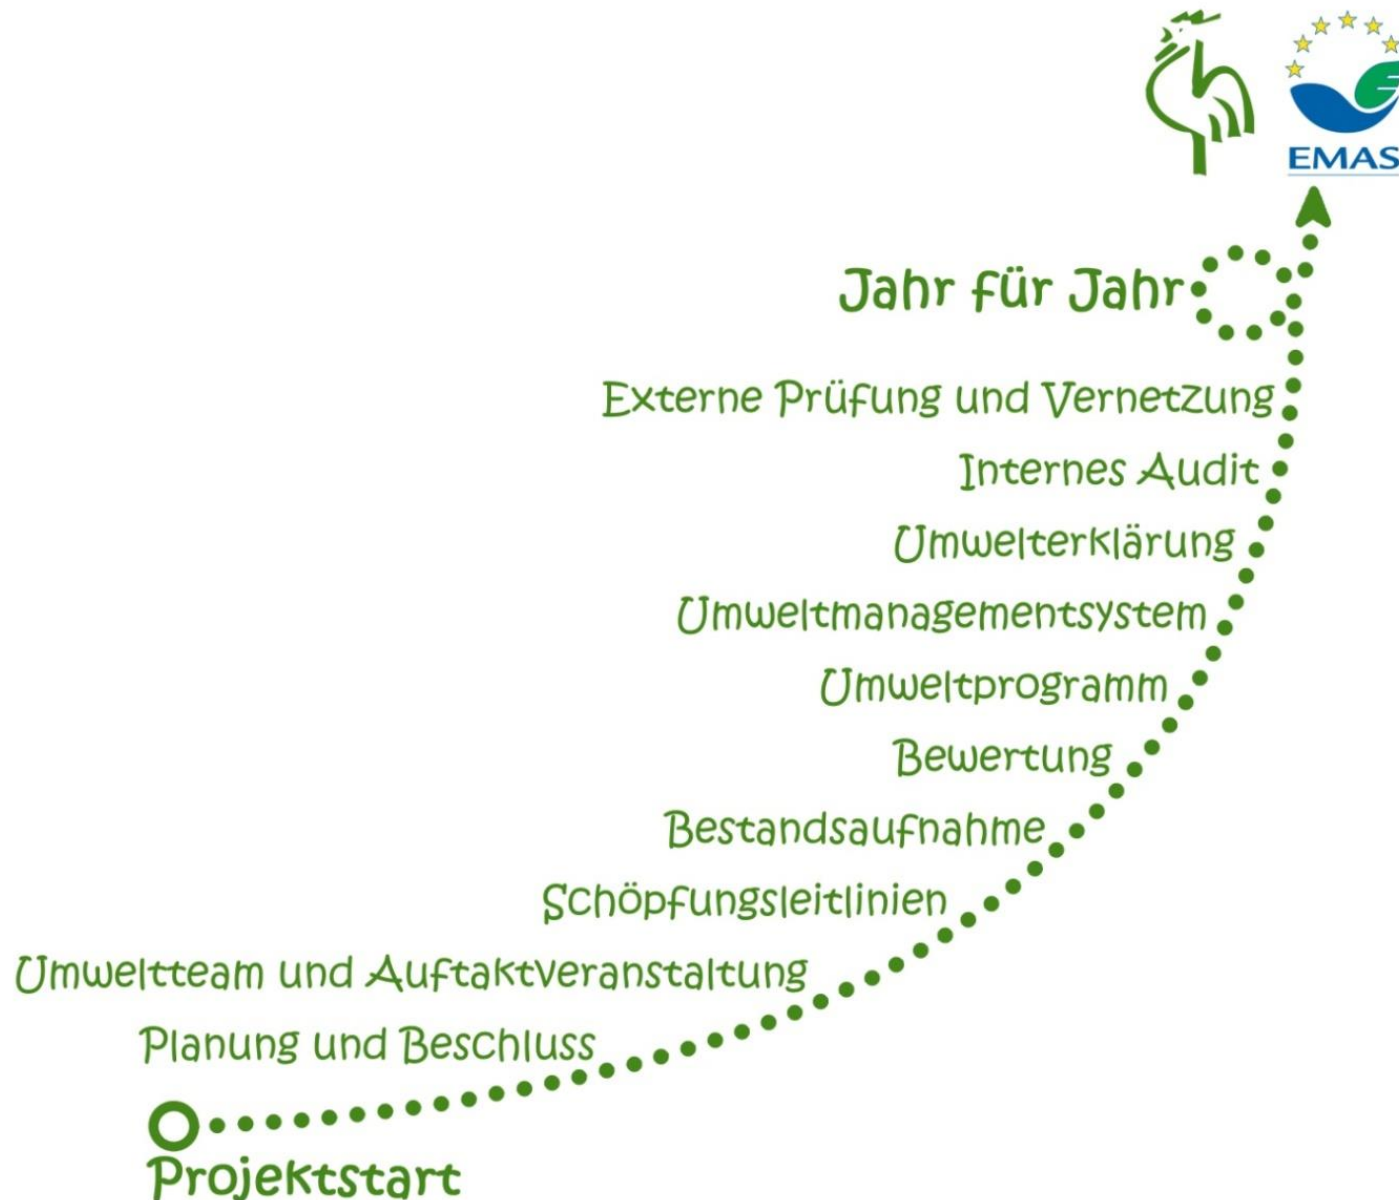 EMAS
Jahr für Jahr
Externe Prüfung und Vernetzung
Internes Audit
Umwelterklärung
Umweltmanagementsystem
Umweltprogramm
Bewertung
Bestandsaufnahme
Schöpfungsleitlinien
Umweltteam und Auftaktveranstaltung
Planung und Beschluss
Projektstart